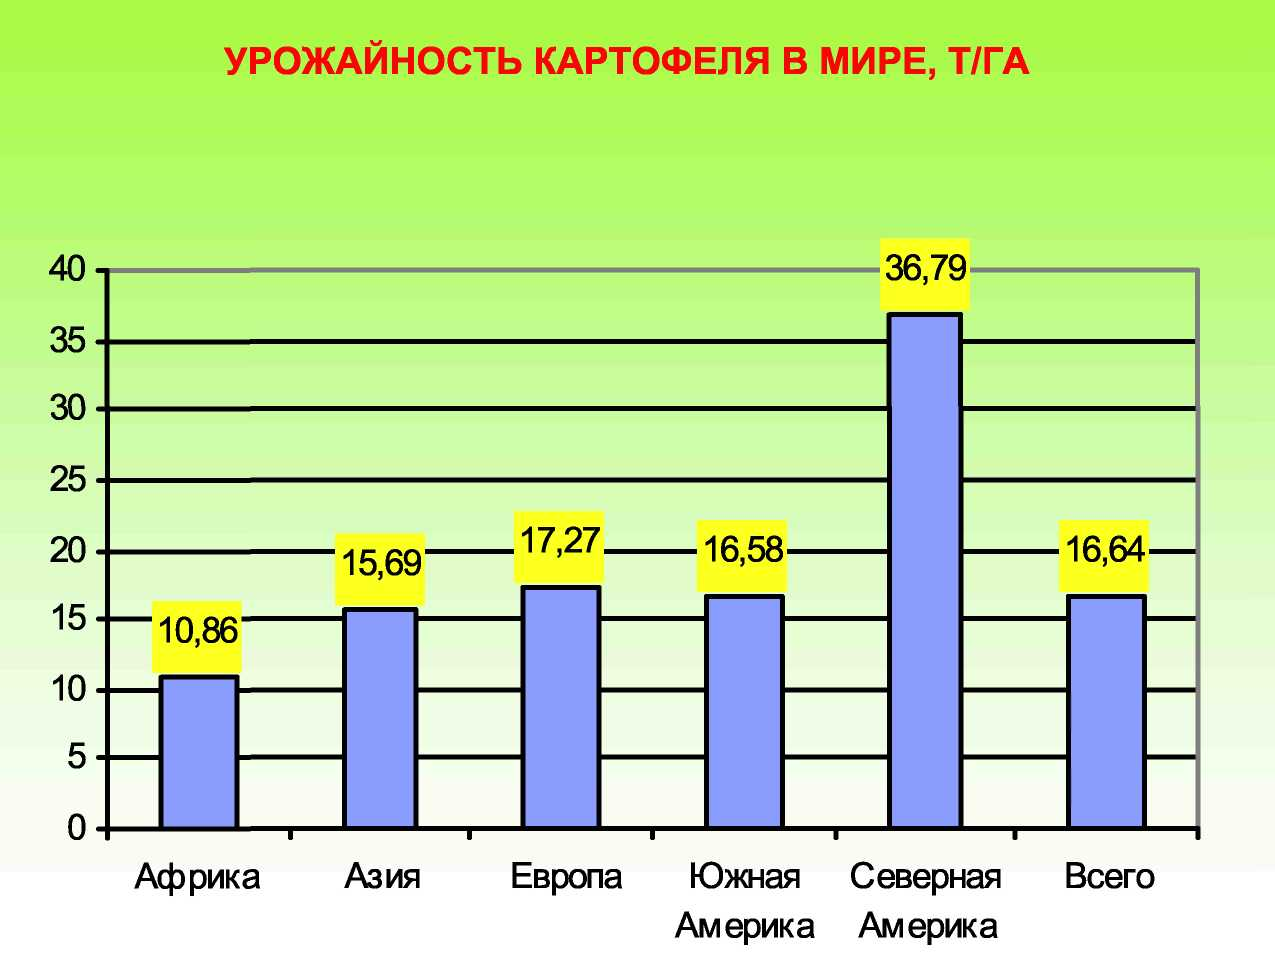 УРОЖАЙНОСТЬ КАРТОФЕЛЯ В МИРЕ, Т/ГА
40
35
30
25
20
15
10
5
0
10,86
15,69
17,27
16,58
36,79
16,64
Африка
Азия
Европа
Южная
Америка
Северная
Америка
Всего